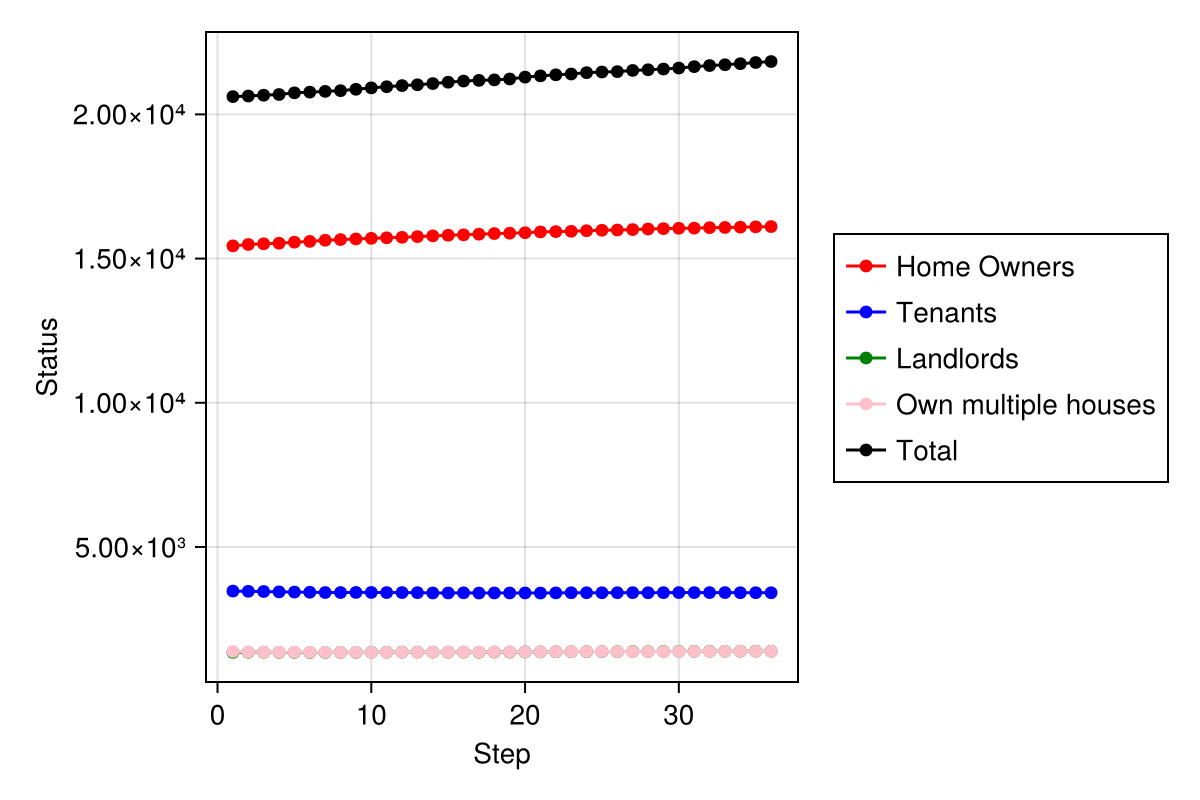 2.00×10⁴
1.50×10⁴
1.00×10⁴
5.00×10³
Status
0 10 20 30
Step
Home Owners
Tenants
Landlords
Own multiple houses
Total